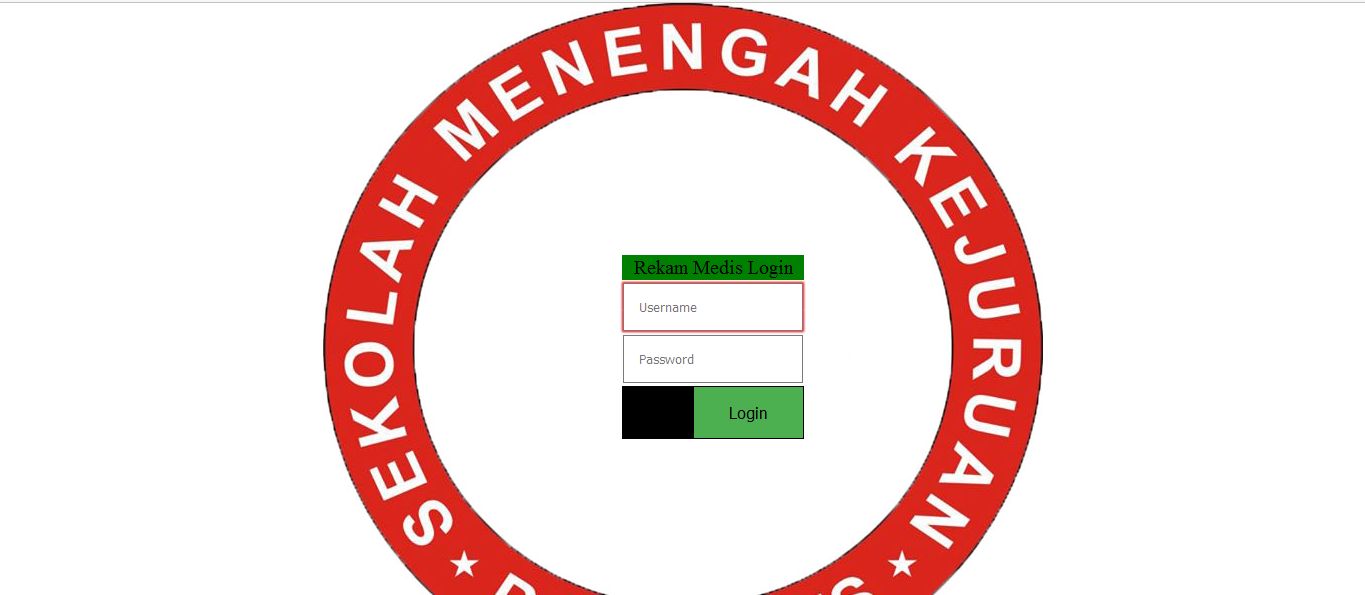 SEKOLAH MENENGAH KEJURUAN
Rekam Medis Login
Username
Password
Login